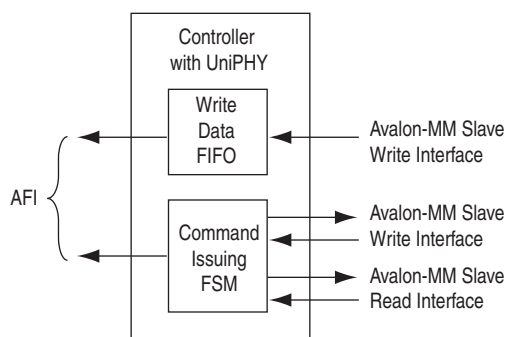 Controller
with UniPHY
Write
Data
FIFO
Avalon-MM Slave
Write Interface
AFI
Command
Issuing
FSM
Avalon-MM Slave
Write Interface
Avalon-MM Slave
Read Interface